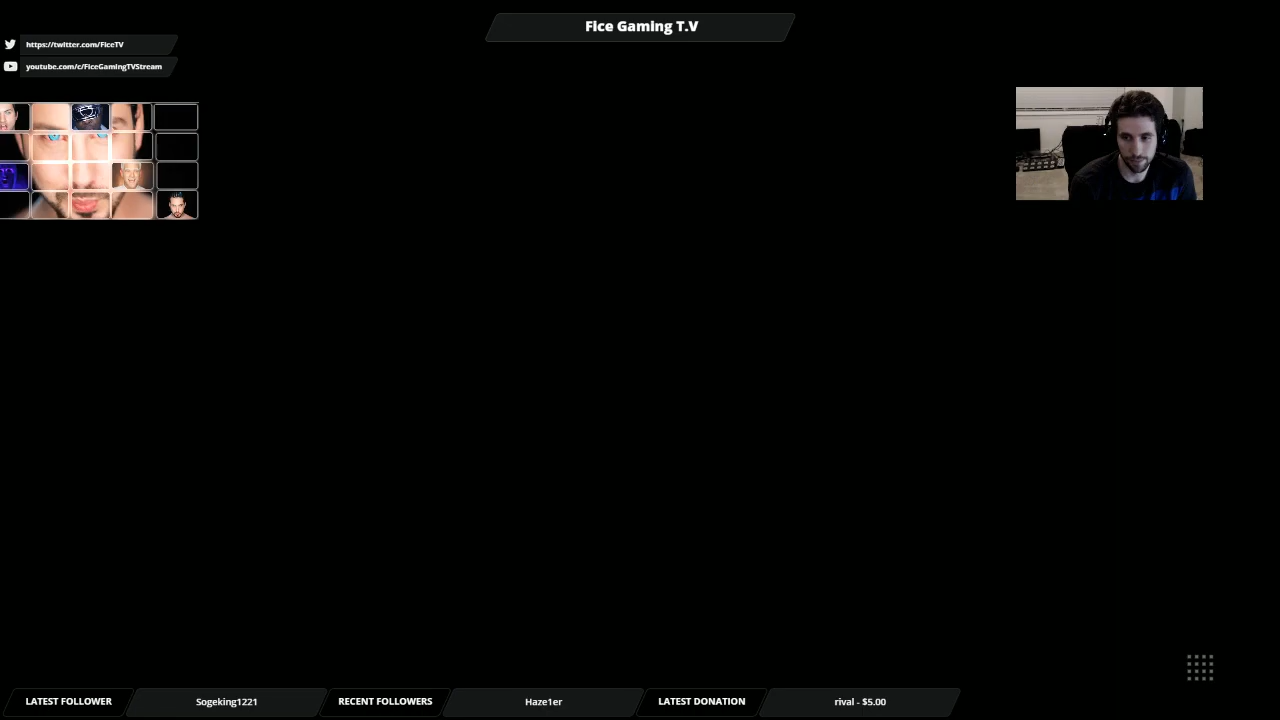 Fice Gaming T.V
https://twitter.com/FiceTV
youtube.com/c/FiceGamingTVStream
LATEST FOLLOWER Sogeking1221 RECENT FOLLOWERS Haze1er LATEST DONATION rival - $5.00